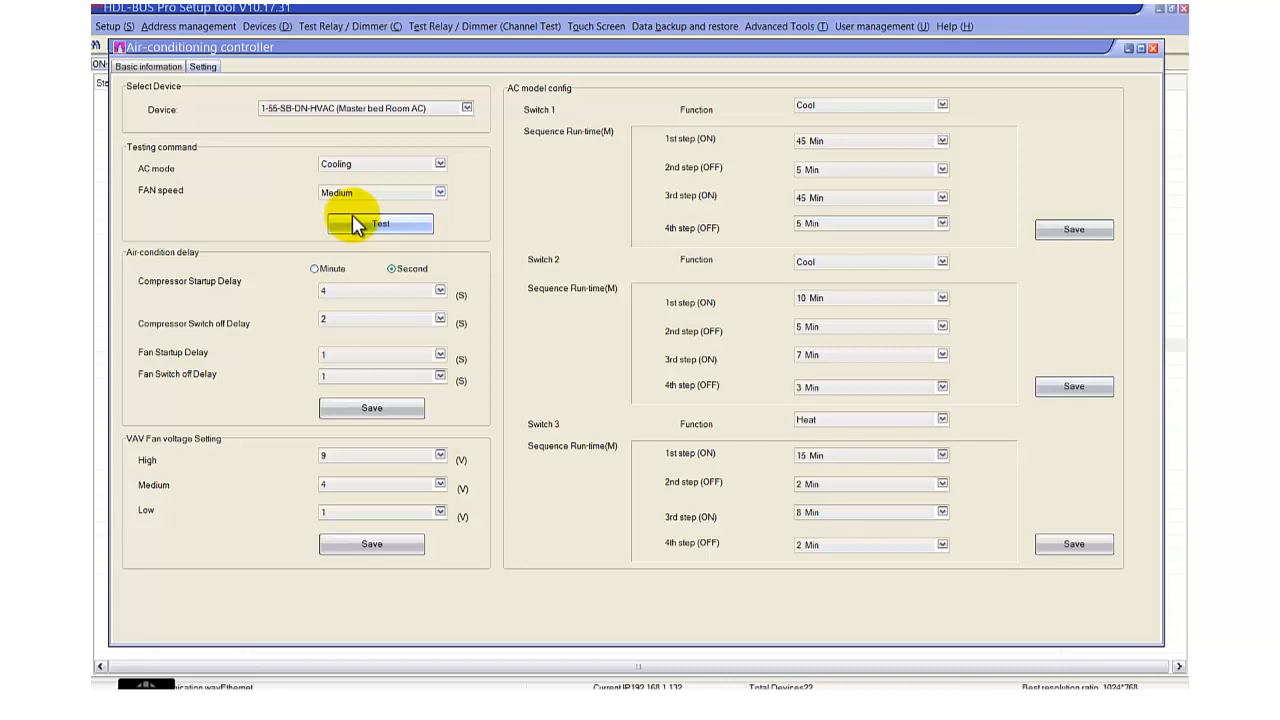 HDL-BUS Pro Setup tool V10.17.31
Setup (S) Address management Devices (D) Test Relay / Dimmer (C) Test Relay / Dimmer (Channel Test) Touch Screen Data backup and restore Advanced Tools (T) User management (U) Help (H)
Air-conditioning controller
ON-
Basic information Setting
Select Device
Device: 1-55-SB-DN-HVAC (Master bed Room AC)
Testing command
AC mode Cooling
FAN speed Medium
Test
Air-condition delay
Minute Second
Compressor Startup Delay 4 (S)
Compressor Switch off Delay 2 (S)
Fan Startup Delay 1 (S)
Fan Switch off Delay 1 (S)
Save
VAV Fan voltage Setting
High 9 (V)
Medium 4 (V)
Low 1 (V)
Save
AC model config
Switch 1 Function Cool
Sequence Run-time(M) 1st step (ON) 45 Min
2nd step (OFF) 5 Min
3rd step (ON) 45 Min
4th step (OFF) 5 Min Save
Switch 2 Function Cool
Sequence Run-time(M) 1st step (ON) 10 Min
2nd step (OFF) 5 Min
3rd step (ON) 7 Min
4th step (OFF) 3 Min Save
Switch 3 Function Heat
Sequence Run-time(M) 1st step (ON) 15 Min
2nd step (OFF) 2 Min
3rd step (ON) 8 Min
4th step (OFF) 2 Min Save
Current IP192.168.1.132 Total Devices22 Best resolution ratio 1024*768